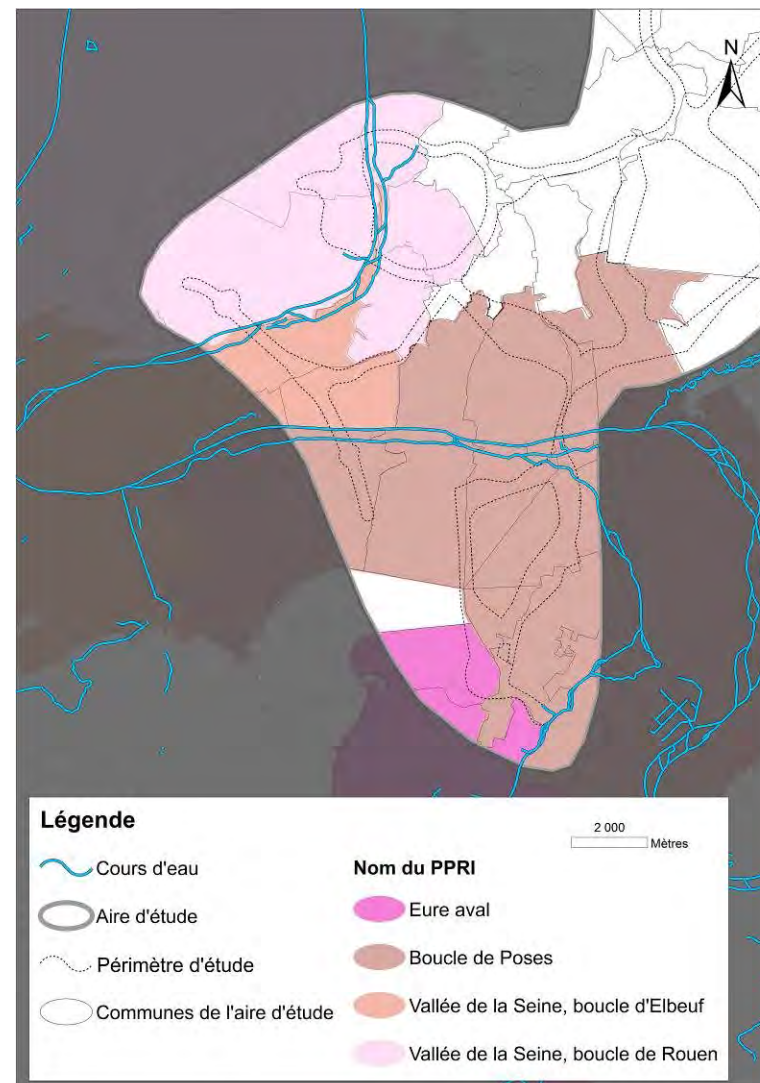 N
Légende
2 000
Mètres
Cours d'eau
Aire d'étude
Périmètre d'étude
Communes de l'aire d'étude
Nom du PPRI
Eure aval
Boucle de Poses
Vallée de la Seine, boucle d'Elbeuf
Vallée de la Seine, boucle de Rouen